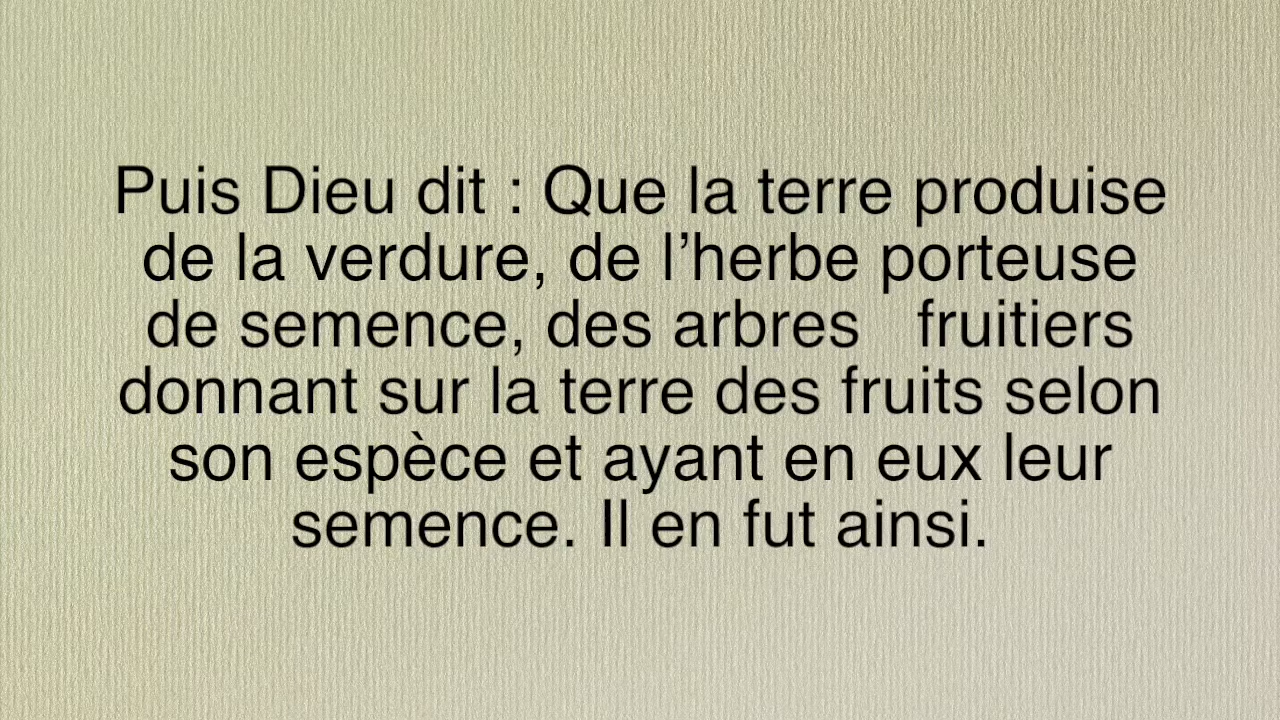 Puis Dieu dit : Que la terre produise
de la verdure, de l’herbe porteuse
de semence, des arbres   fruitiers
donnant sur la terre des fruits selon
son espèce et ayant en eux leur
semence. Il en fut ainsi.